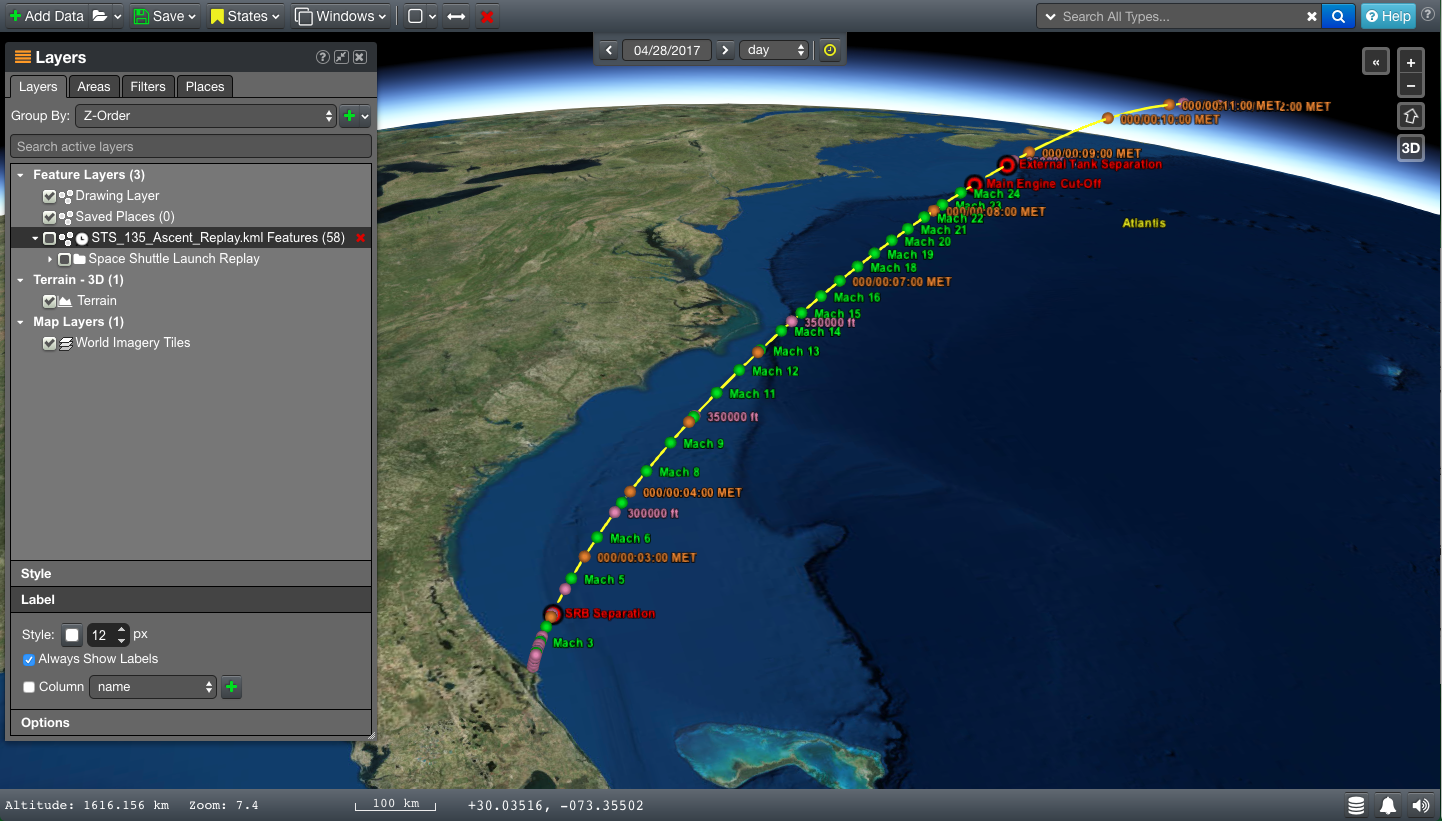 Add Data Save States Windows Search All Types... Help
04/28/2017 day
Layers
Layers Areas Filters Places
Group By: Z-Order
Search active layers
Feature Layers (3)
Drawing Layer
Saved Places (0)
STS_135_Ascent_Replay.kml Features (58)
Space Shuttle Launch Replay
Terrain - 3D (1)
Terrain
Map Layers (1)
World Imagery Tiles
Style
Label
Style: 12 px
Always Show Labels
Column name
Options
3D
000/00:11:00 MET
2:00 MET
000/00:10:00 MET
000/00:09:00 MET
External Tank Separation
Main Engine Cut-Off
Mach 24
Mach 23
000/00:08:00 MET
Mach 22
Atlantis
Mach 21
Mach 20
Mach 19
Mach 18
000/00:07:00 MET
Mach 16
Mach 15
350000 ft
Mach 14
Mach 13
Mach 12
Mach 11
350000 ft
Mach 9
Mach 8
000/00:04:00 MET
300000 ft
Mach 6
000/00:03:00 MET
Mach 5
SRB Separation
Mach 3
Altitude: 1616.156 km Zoom: 7.4 100 km +30.03516, -073.35502